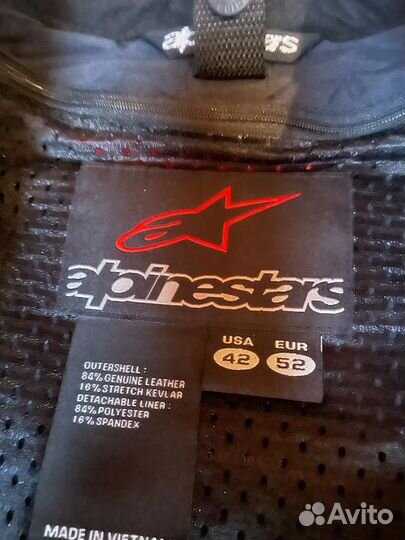 alpinestars
alpinestars
USA EUR
42 52
OUTERSHELL :
84% GENUINE LEATHER
16% STRETCH KEVLAR
DETACHABLE LINER :
84% POLYESTER
16% SPANDEX
MADE IN VIETNAM
Avito